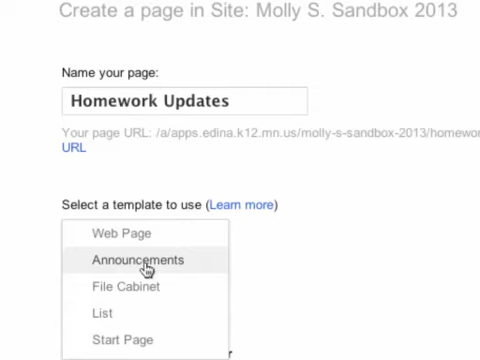 Create a page in Site: Molly S. Sandbox 2013
Name your page:
Homework Updates
Your page URL: /a/apps.edina.k12.mn.us/molly-s-sandbox-2013/homewor
URL
Select a template to use (Learn more)
Web Page
Announcements
File Cabinet
List
Start Page